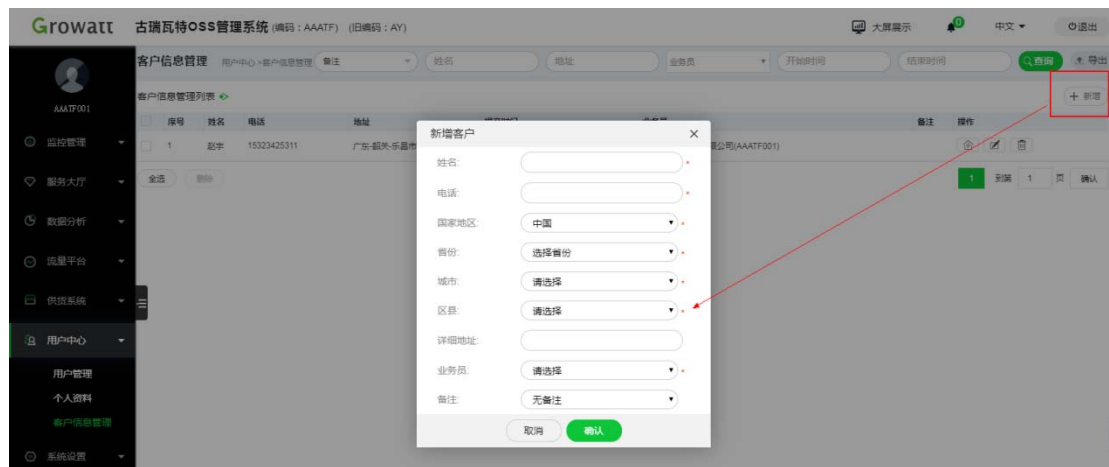 Growatt 古瑞瓦特OSS管理系统 (编码：AAATF) (旧编码：AY) 大屏展示 0 中文 退出
客户信息管理 用户中心 >客户信息管理 备注 姓名 地址 业务员 开始时间 结束时间 查询 导出
AAATF001
客户信息管理列表 + 新增
序号 姓名 电话 地址 备注 操作
1 赵宇 15323425311 广东-韶关-乐昌市 限公司(AAATF001)
全选 删除 1 到第 1 页 确认
监控管理
服务大厅
数据分析
流量平台
供货系统
用户中心
用户管理
个人资料
客户信息管理
系统设置
新增客户 ×
姓名:
电话:
国家地区: 中国
省份: 选择省份
城市: 请选择
区县: 请选择
详细地址:
业务员: 请选择
备注: 无备注
取消 确认